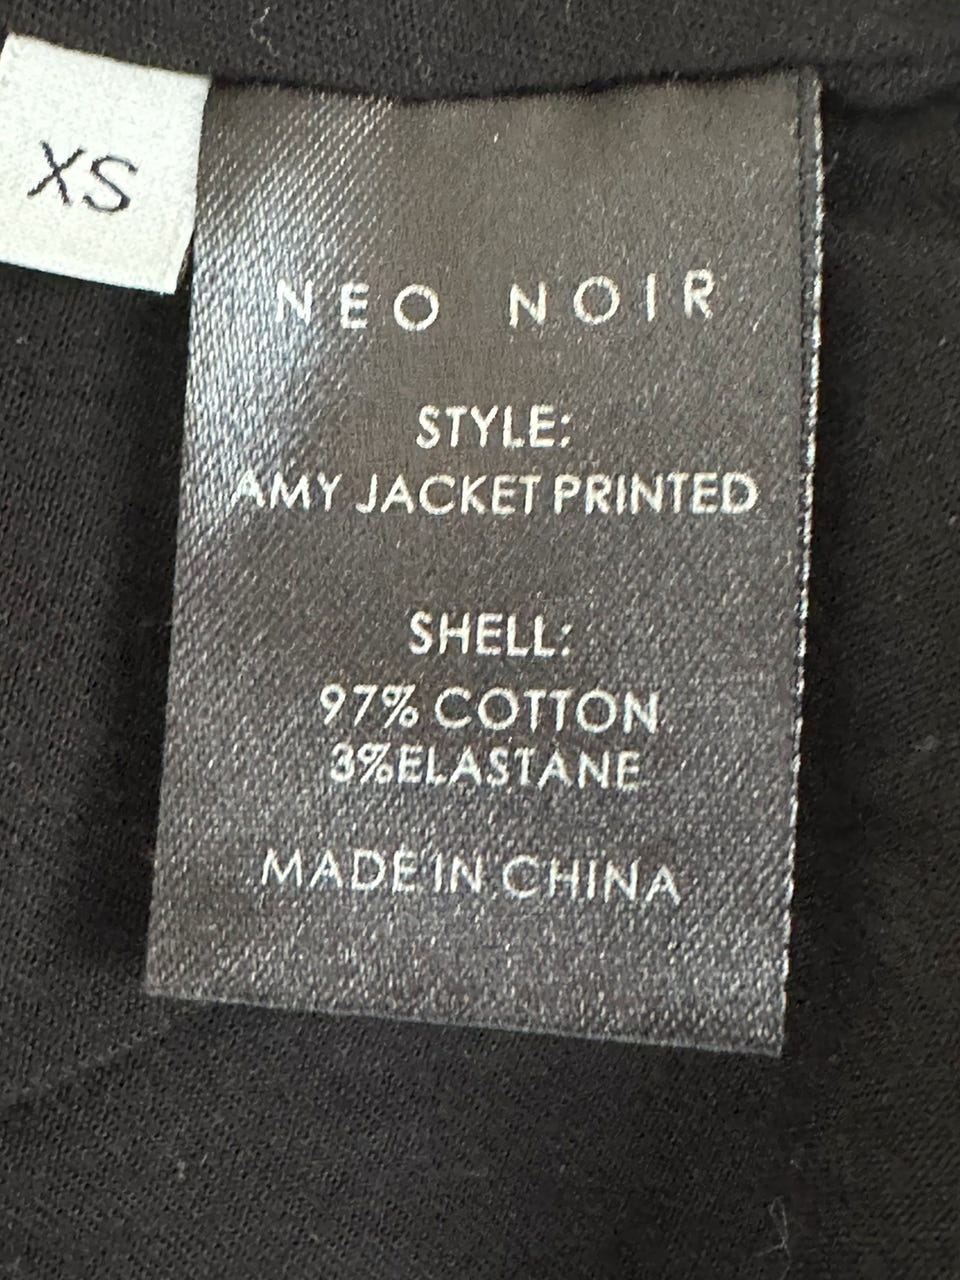 XS
NEO NOIR
STYLE:
AMY JACKET PRINTED
SHELL:
97% COTTON
3%ELASTANE
MADE IN CHINA